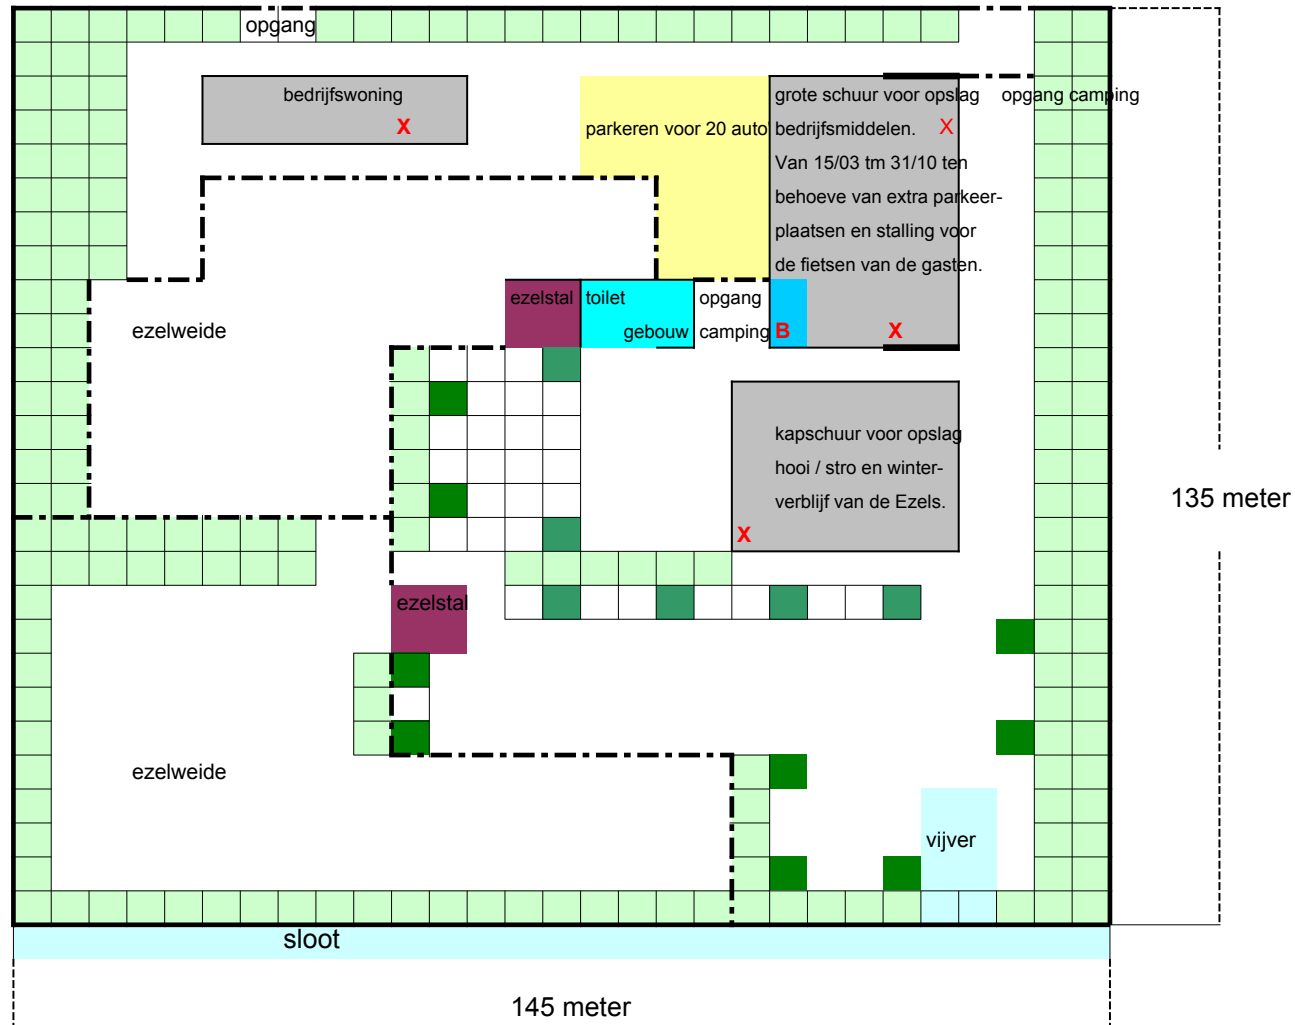 opgang
bedrijfswoning
X
parkeren voor 20 auto
grote schuur voor opslag
bedrijfsmiddelen.
X
Van 15/03 tm 31/10 ten
behoeve van extra parkeer-
plaatsen en stalling voor
de fietsen van de gasten.
opgang camping
ezelweide
ezelstal
toilet
gebouw
opgang
camping
B
X
kapschuur voor opslag
hooi / stro en winter-
verblijf van de Ezels.
X
135 meter
ezelstal
ezelweide
vijver
sloot
145 meter